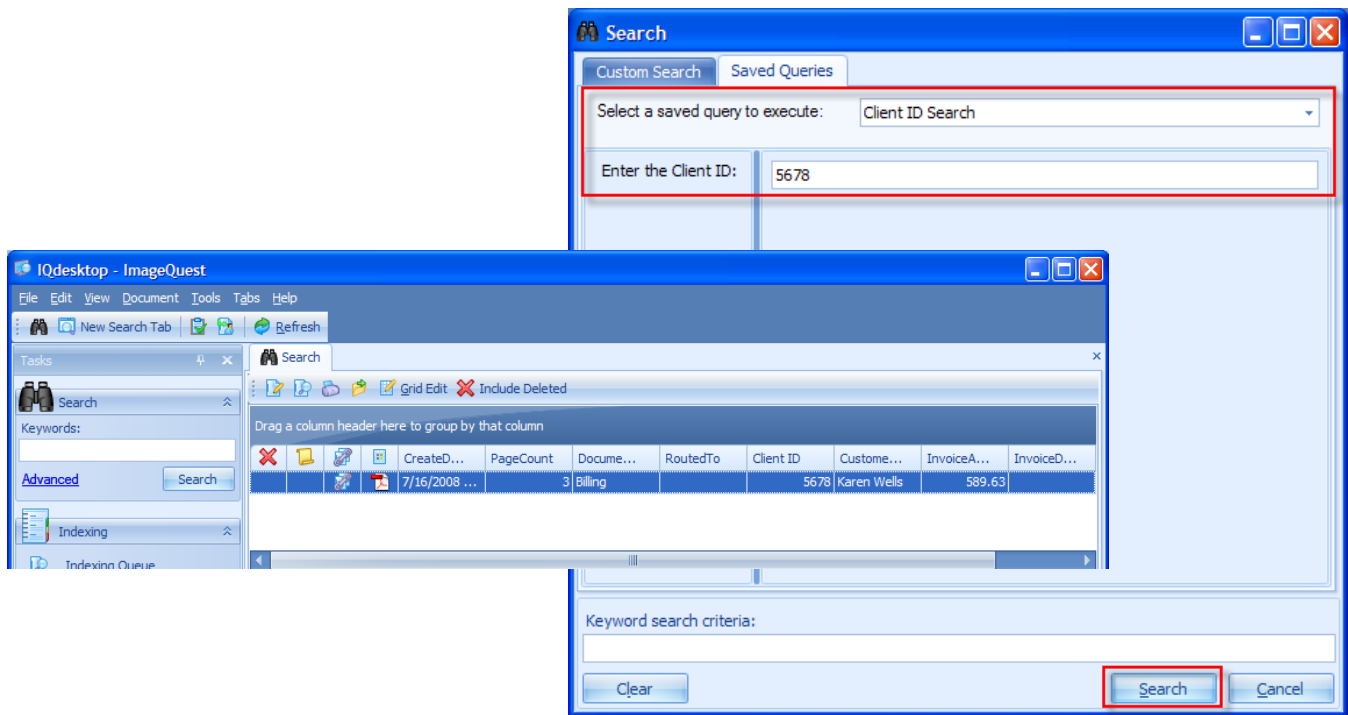 Search
Custom Search Saved Queries
Select a saved query to execute: Client ID Search
Enter the Client ID: 5678
IQdesktop - ImageQuest
File Edit View Document Tools Tabs Help
New Search Tab Refresh
Tasks Search
Grid Edit Include Deleted
Search
Keywords:
Drag a column header here to group by that column
CreateD... PageCount Docume... RoutedTo Client ID Custome... InvoiceA... InvoiceD...
Advanced Search
7/16/2008 ... 3 Billing 5678 Karen Wells 589.63
Indexing
Indexing Queue
Keyword search criteria:
Clear Search Cancel